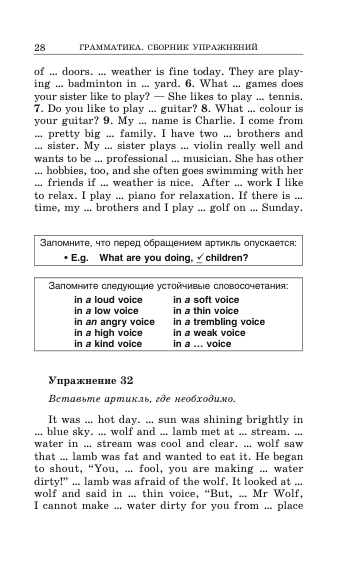 28 ГРАММАТИКА. СБОРНИК УПРАЖНЕНИЙ
of ... doors. ... weather is fine today. They are play-
ing ... badminton in ... yard. 6. What ... games does
your sister like to play? — She likes to play ... tennis.
7. Do you like to play ... guitar? 8. What ... colour is
your guitar? 9. My ... name is Charlie. I come from
... pretty big ... family. I have two ... brothers and
... sister. My ... sister plays ... violin really well and
wants to be ... professional ... musician. She has other
... hobbies, too, and she often goes swimming with her
... friends if ... weather is nice. After ... work I like
to relax. I play ... piano for relaxation. If there is ...
time, my ... brothers and I play ... golf on ... Sunday.
Запомните, что перед обращением артикль опускается:
• E.g. What are you doing, ✓ children?
Запомните следующие устойчивые словосочетания:
in a loud voice in a soft voice
in a low voice in a thin voice
in an angry voice in a trembling voice
in a high voice in a weak voice
in a kind voice in a ... voice
Упражнение 32
Вставьте артикль, где необходимо.
It was ... hot day. ... sun was shining brightly in
... blue sky. ... wolf and ... lamb met at ... stream. ...
water in ... stream was cool and clear. ... wolf saw
that ... lamb was fat and wanted to eat it. He began
to shout, “You, ... fool, you are making ... water
dirty!” ... lamb was afraid of the wolf. It looked at ...
wolf and said in ... thin voice, “But, ... Mr Wolf,
I cannot make ... water dirty for you from ... place